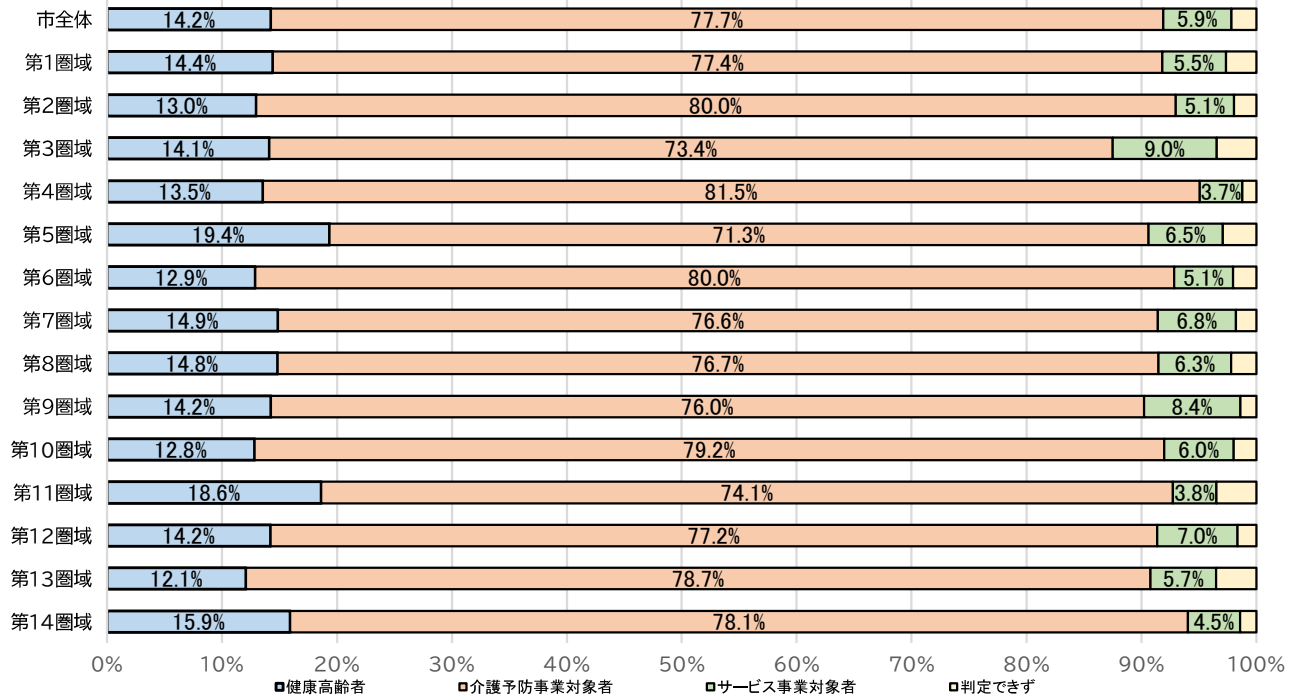 市全体 14.2% 77.7% 5.9%
第1圏域 14.4% 77.4% 5.5%
第2圏域 13.0% 80.0% 5.1%
第3圏域 14.1% 73.4% 9.0%
第4圏域 13.5% 81.5% 3.7%
第5圏域 19.4% 71.3% 6.5%
第6圏域 12.9% 80.0% 5.1%
第7圏域 14.9% 76.6% 6.8%
第8圏域 14.8% 76.7% 6.3%
第9圏域 14.2% 76.0% 8.4%
第10圏域 12.8% 79.2% 6.0%
第11圏域 18.6% 74.1% 3.8%
第12圏域 14.2% 77.2% 7.0%
第13圏域 12.1% 78.7% 5.7%
第14圏域 15.9% 78.1% 4.5%
0% 10% 20% 30% 40% 50% 60% 70% 80% 90% 100%
健康高齢者 介護予防事業対象者 サービス事業対象者 判定できず